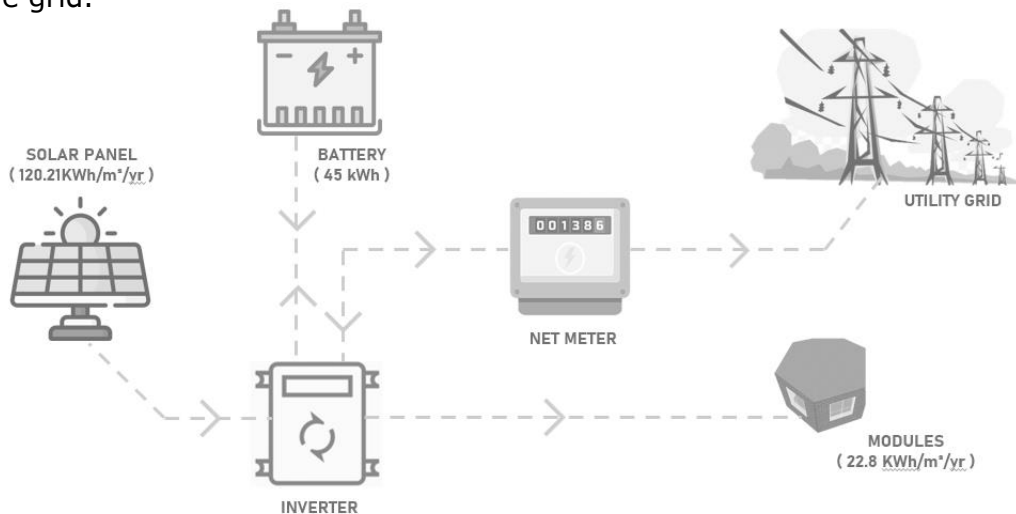 e grid.
SOLAR PANEL
( 120.21KWh/m²/yr )
BATTERY
( 45 kWh )
UTILITY GRID
001386
NET METER
MODULES
( 22.8 KWh/m²/yr )
INVERTER